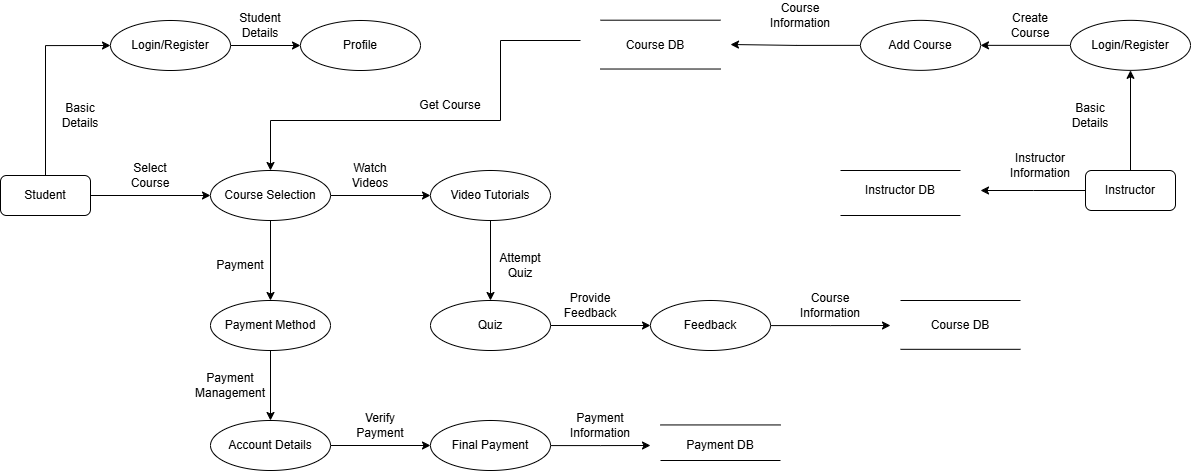 Course
Information
Student
Details
Create
Course
Login/Register
Profile
Course DB
Add Course
Login/Register
Get Course
Basic
Details
Basic
Details
Select
Course
Watch
Videos
Instructor
Information
Student
Course Selection
Video Tutorials
Instructor DB
Instructor
Payment
Attempt
Quiz
Provide
Feedback
Course
Information
Payment Method
Quiz
Feedback
Course DB
Payment
Management
Verify
Payment
Payment
Information
Account Details
Final Payment
Payment DB